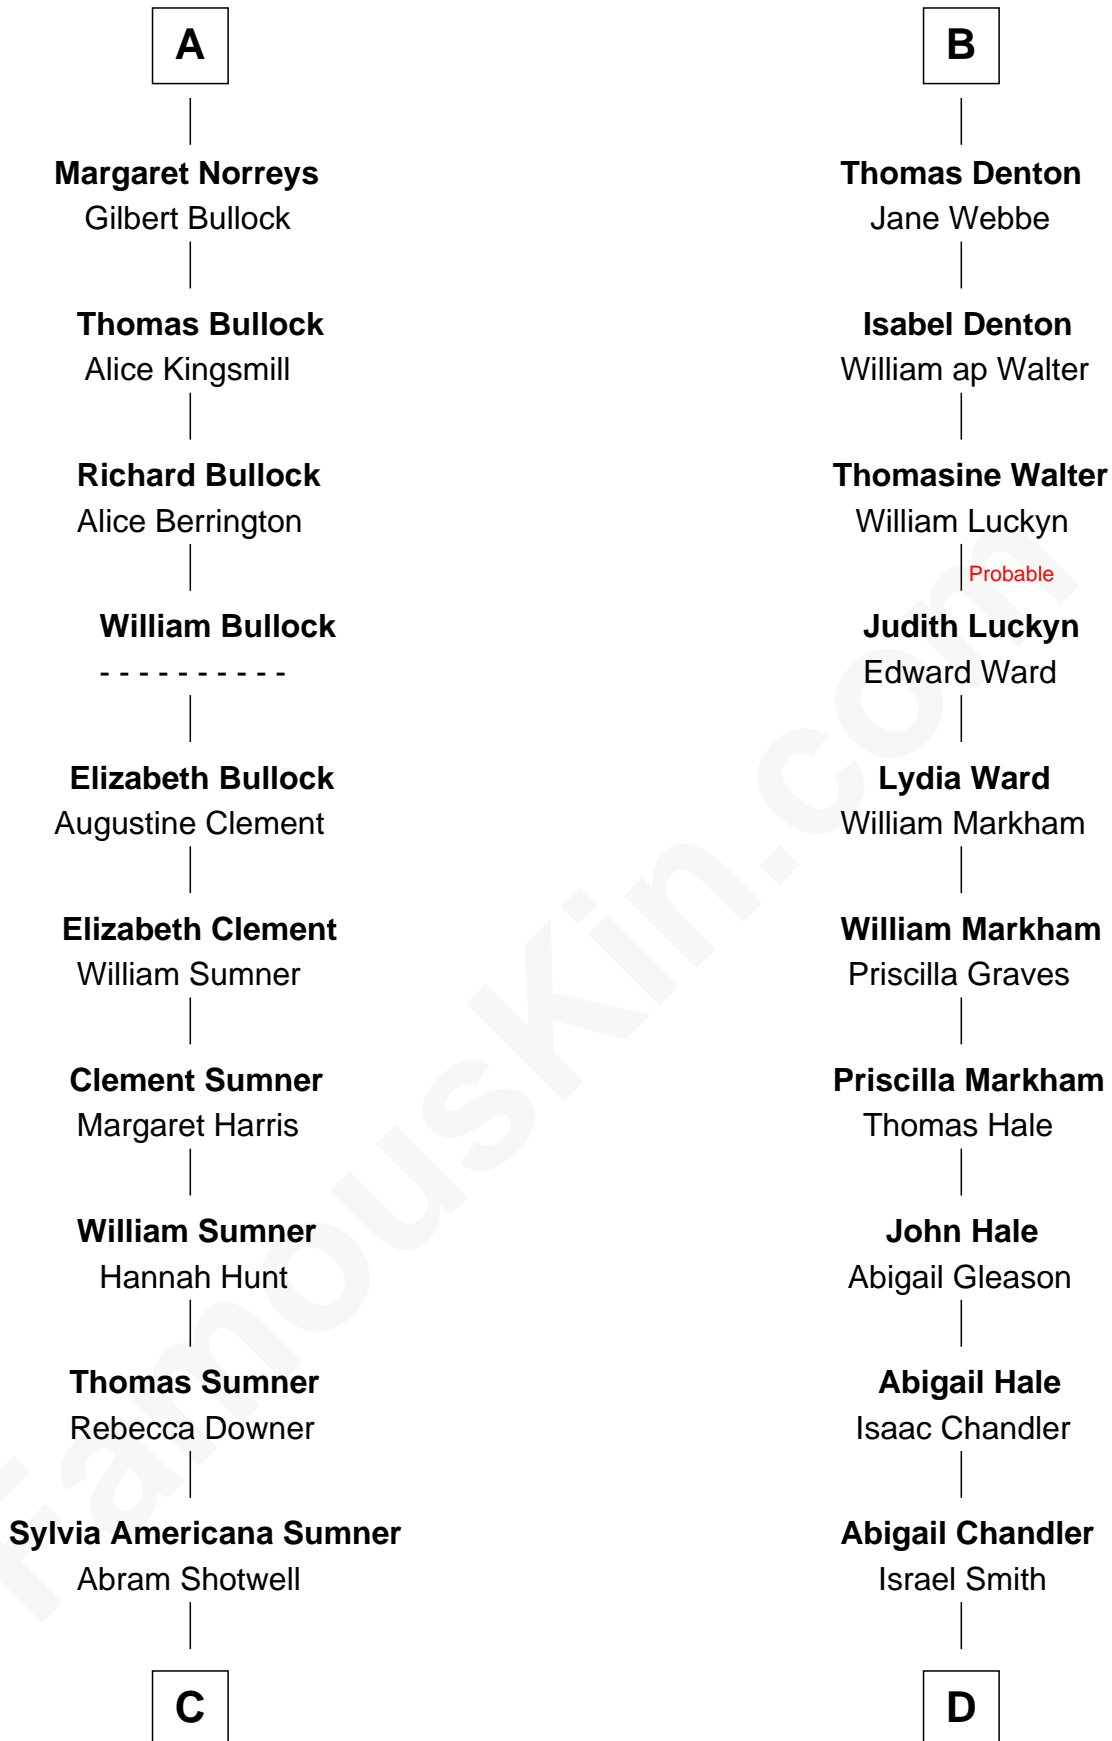 A
Margaret Norreys
Gilbert Bullock
Thomas Bullock
Alice Kingsmill
Richard Bullock
Alice Berrington
William Bullock
- - - - - - - - - -
Elizabeth Bullock
Augustine Clement
Elizabeth Clement
William Sumner
Clement Sumner
Margaret Harris
William Sumner
Hannah Hunt
Thomas Sumner
Rebecca Downer
Sylvia Americana Sumner
Abram Shotwell
C
B
Thomas Denton
Jane Webbe
Isabel Denton
William ap Walter
Thomasine Walter
William Luckyn
Probable
Judith Luckyn
Edward Ward
Lydia Ward
William Markham
William Markham
Priscilla Graves
Priscilla Markham
Thomas Hale
John Hale
Abigail Gleason
Abigail Hale
Isaac Chandler
Abigail Chandler
Israel Smith
D
FamousKin.com